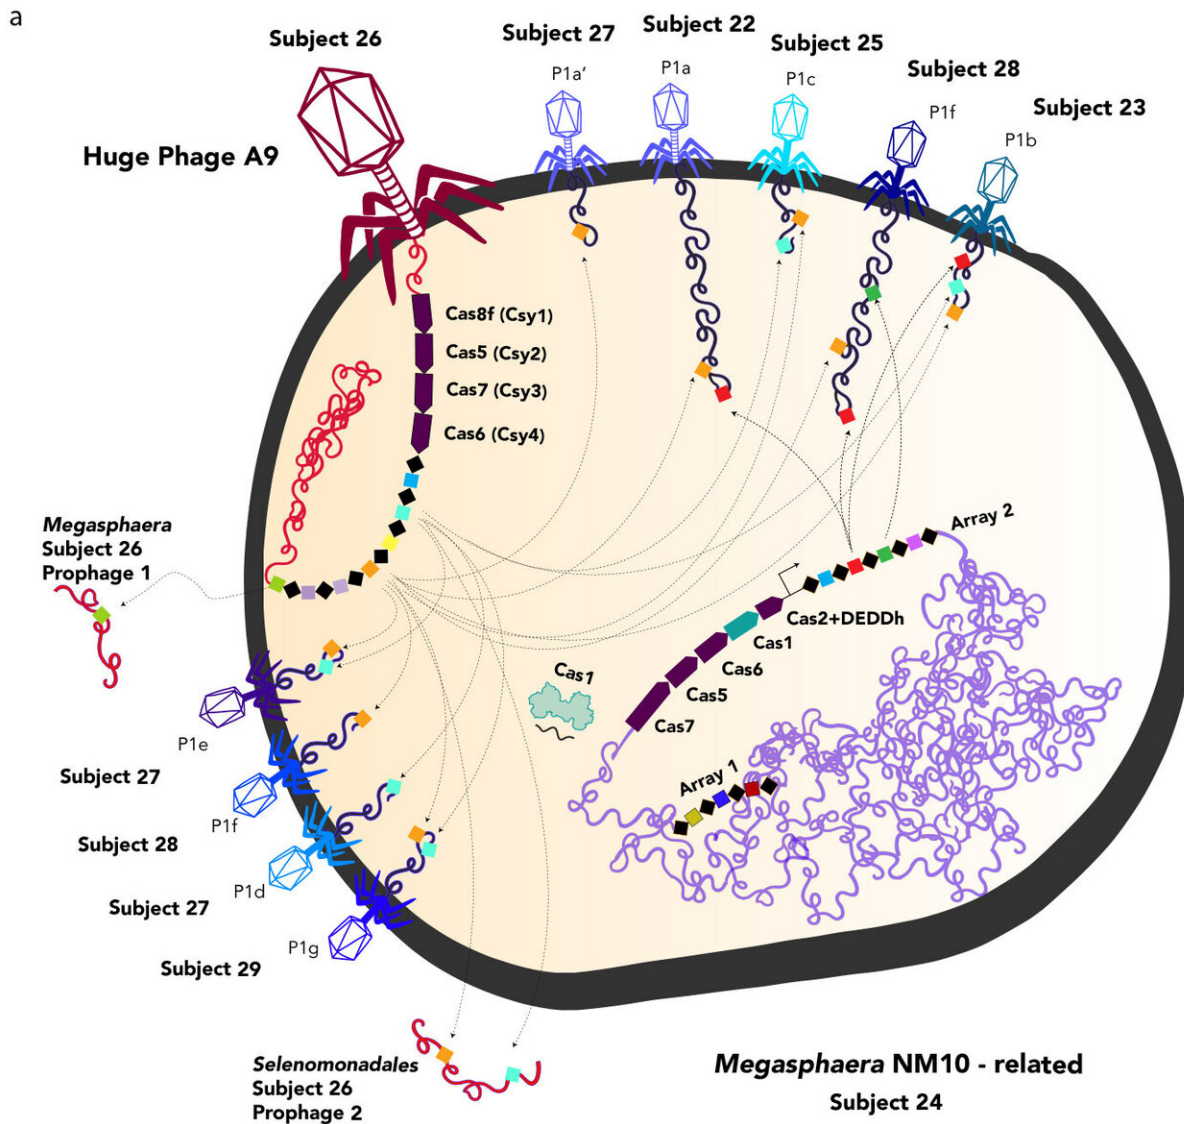 a
Subject 26
Subject 27
Subject 22
Subject 25
Subject 28
Subject 23
P1a’
P1a
P1c
P1f
P1b
Huge Phage A9
Cas8f (Csy1)
Cas5 (Csy2)
Cas7 (Csy3)
Cas6 (Csy4)
Megasphaera
Subject 26
Prophage 1
Array 2
Cas2+DEDDh
Cas1
Cas6
Cas5
Cas7
Cas1
Array 1
P1e
Subject 27
P1f
Subject 28
P1d
Subject 27
P1g
Subject 29
Selenomonadales
Subject 26
Prophage 2
Megasphaera NM10 - related
Subject 24